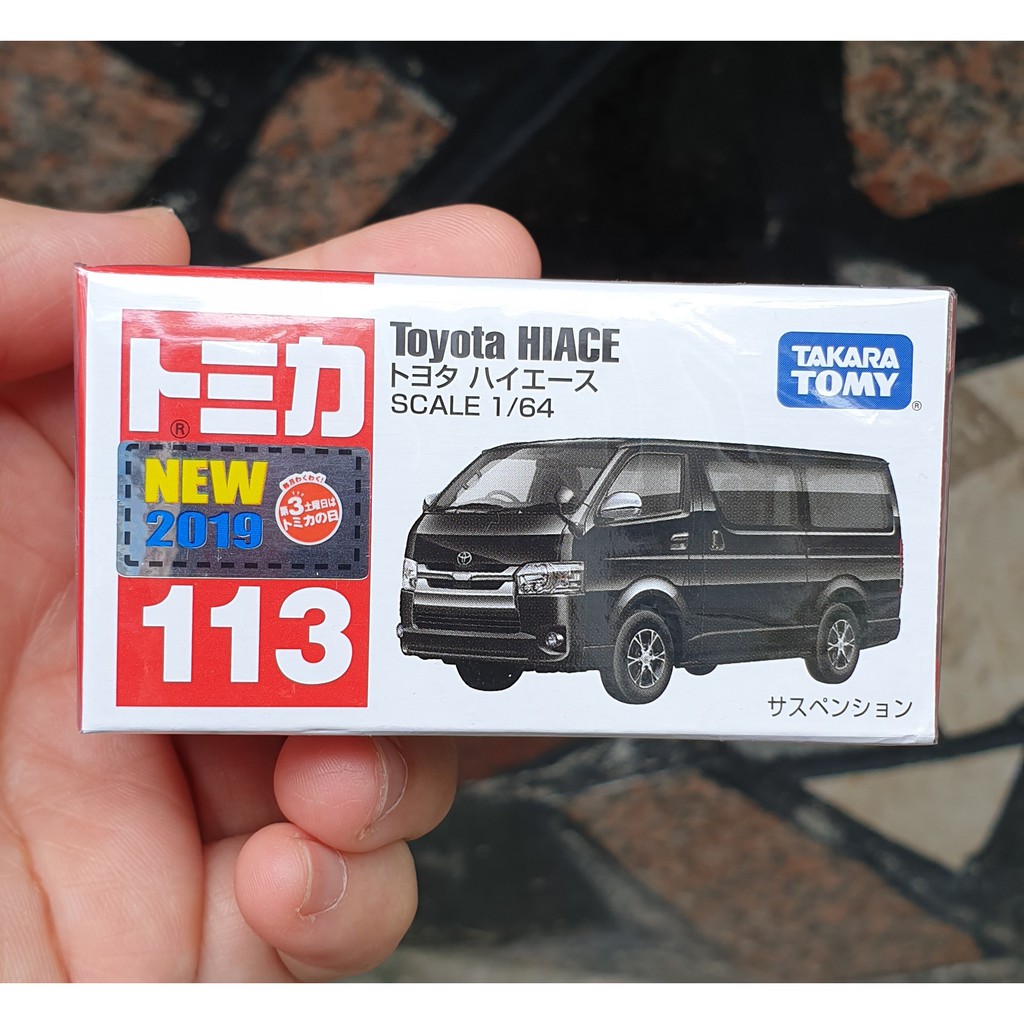 トミカ
®
NEW
2019
毎月わくわく!
第3土曜日は
トミカの日
113
Toyota HIACE
トヨタ ハイエース
SCALE 1/64
TAKARA
TOMY
®
サスペンション